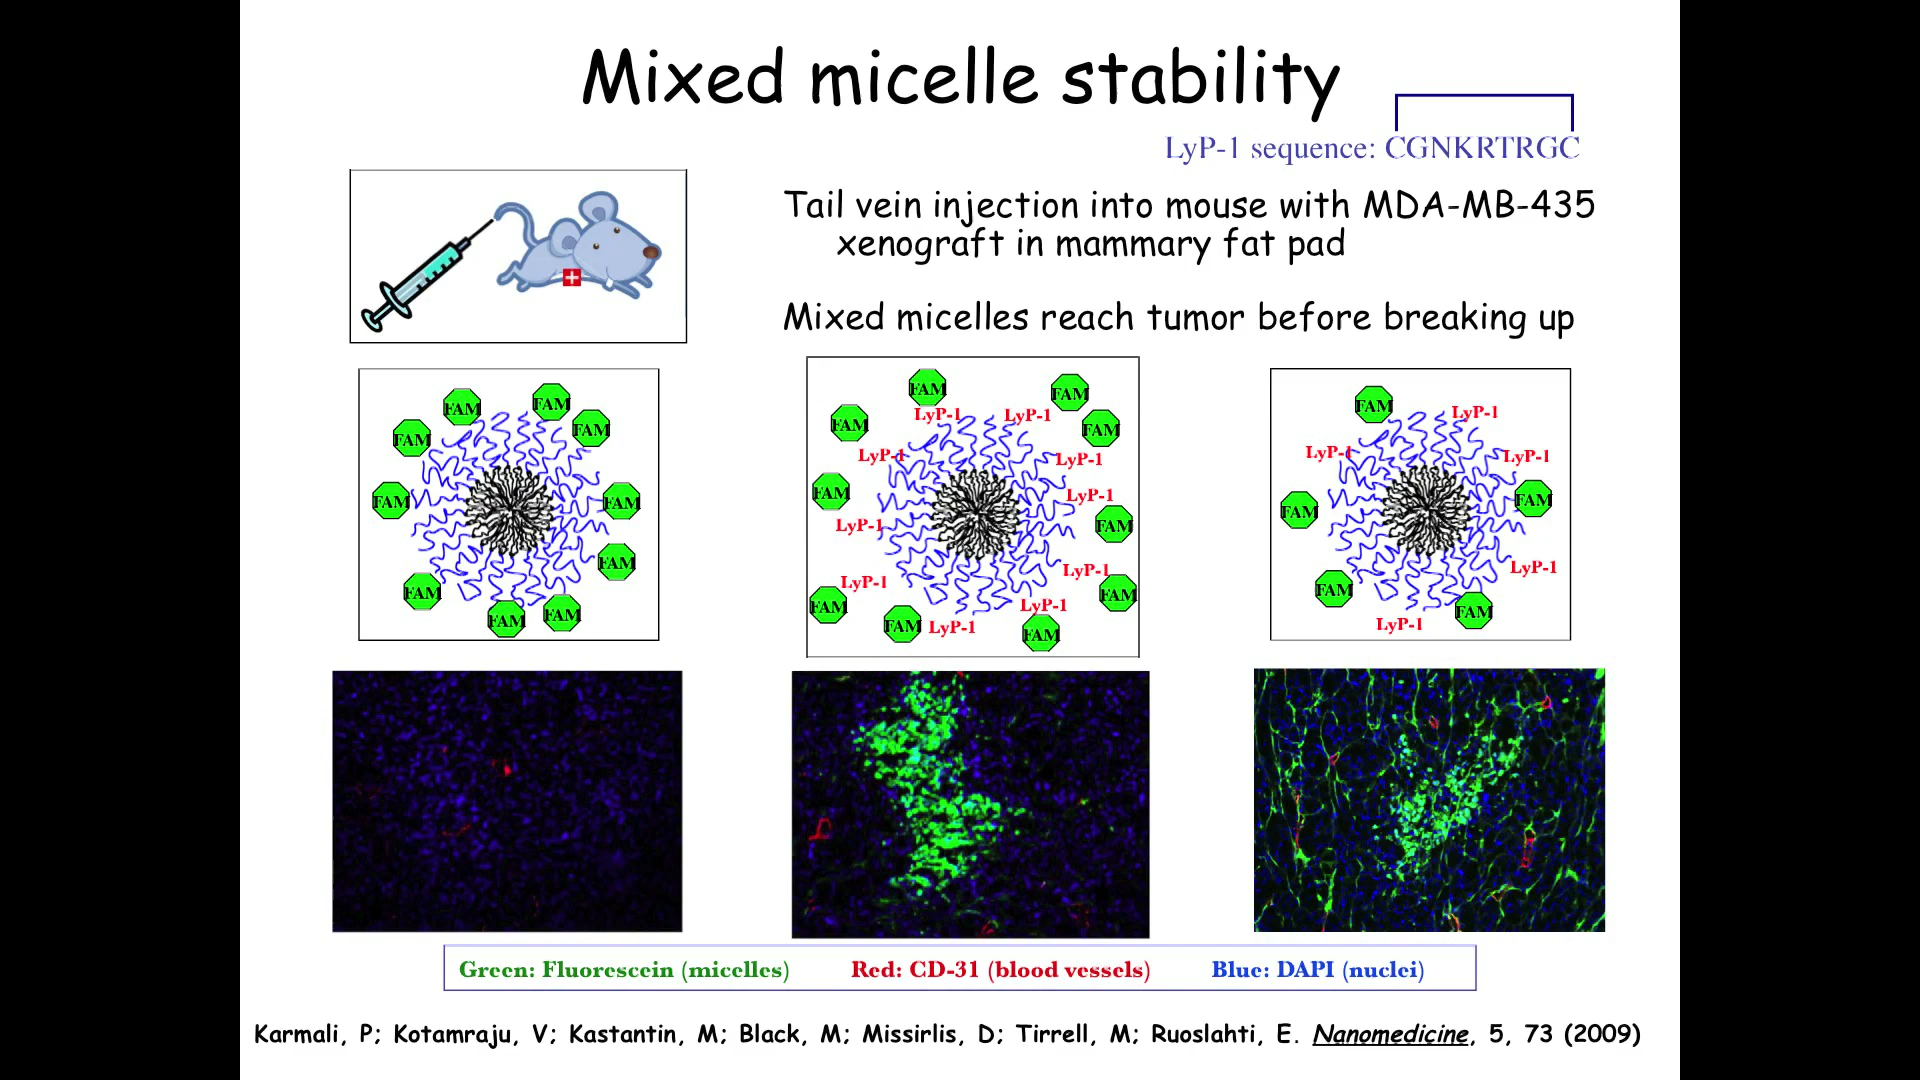 Mixed micelle stability
LyP-1 sequence: CGNKRTRGC
Tail vein injection into mouse with MDA-MB-435
xenograft in mammary fat pad
Mixed micelles reach tumor before breaking up
FAM
FAM
FAM
FAM
FAM
FAM
FAM
FAM
FAM
FAM
FAM
FAM
FAM
FAM
LyP-1
LyP-1
LyP-1
LyP-1
FAM
LyP-1
LyP-1
FAM
LyP-1
LyP-1
FAM
FAM
LyP-1
FAM
LyP-1
FAM
FAM
LyP-1
LyP-1
LyP-1
FAM
FAM
LyP-1
FAM
FAM
LyP-1
Green: Fluorescein (micelles) Red: CD-31 (blood vessels) Blue: DAPI (nuclei)
Karmali, P; Kotamraju, V; Kastantin, M; Black, M; Missirlis, D; Tirrell, M; Ruoslahti, E. Nanomedicine, 5, 73 (2009)